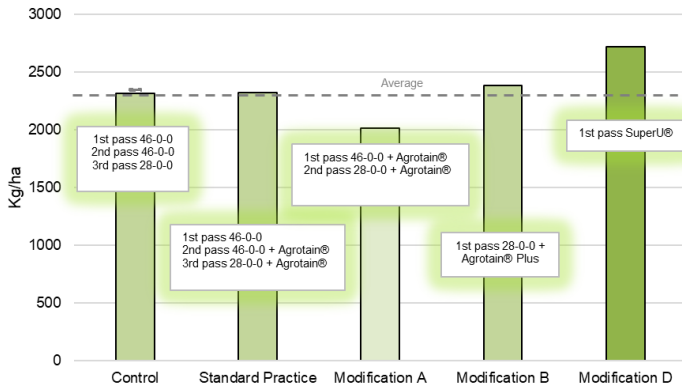 3000
2500
2000
1500
1000
500
0
Kg/ha
Average
1st pass 46-0-0
2nd pass 46-0-0
3rd pass 28-0-0
1st pass 46-0-0
2nd pass 46-0-0 + Agrotain®
3rd pass 28-0-0 + Agrotain®
1st pass 46-0-0 + Agrotain®
2nd pass 28-0-0 + Agrotain®
1st pass 28-0-0 +
Agrotain® Plus
1st pass SuperU®
Control
Standard Practice
Modification A
Modification B
Modification D